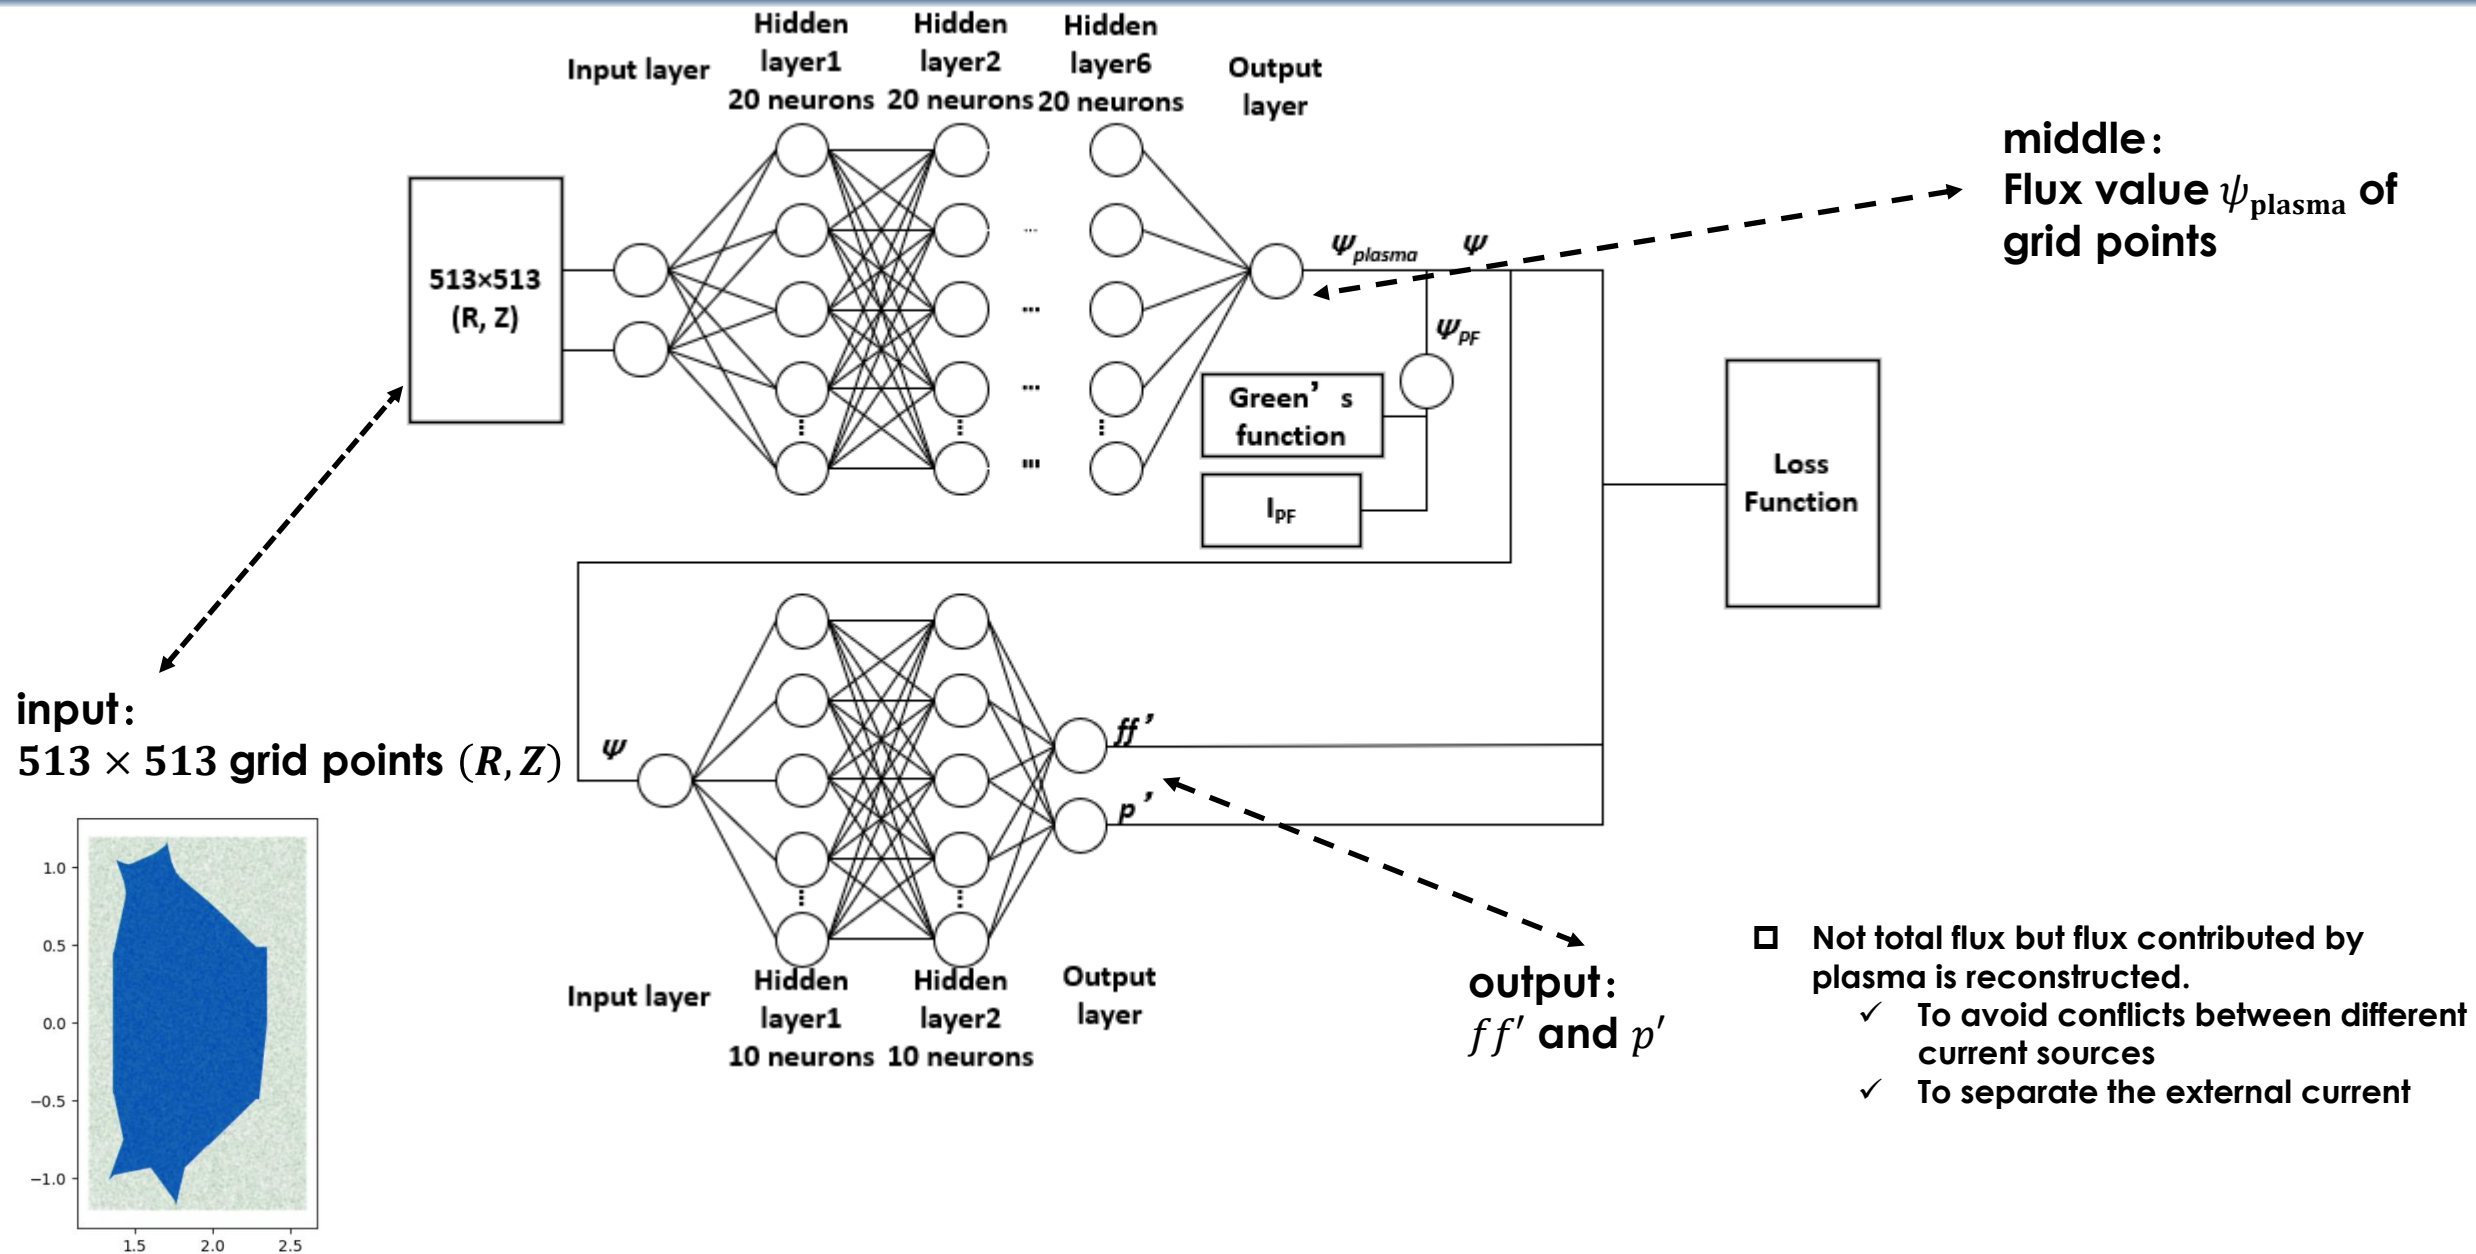 Input layer
Hidden
layer1
20 neurons
Hidden
layer2
20 neurons
Hidden
layer6
20 neurons
Output
layer
513×513
(R, Z)
ψplasma
ψ
ψPF
Green's
function
IPF
Loss
Function
middle：
Flux value ψplasma of
grid points
input：
513 × 513 grid points (R, Z)
ψ
ff'
p'
Input layer
Hidden
layer1
10 neurons
Hidden
layer2
10 neurons
Output
layer
output：
ff′ and p′
Not total flux but flux contributed by
plasma is reconstructed.
✓ To avoid conflicts between different
current sources
✓ To separate the external current
1.0
0.5
0.0
−0.5
−1.0
1.5 2.0 2.5